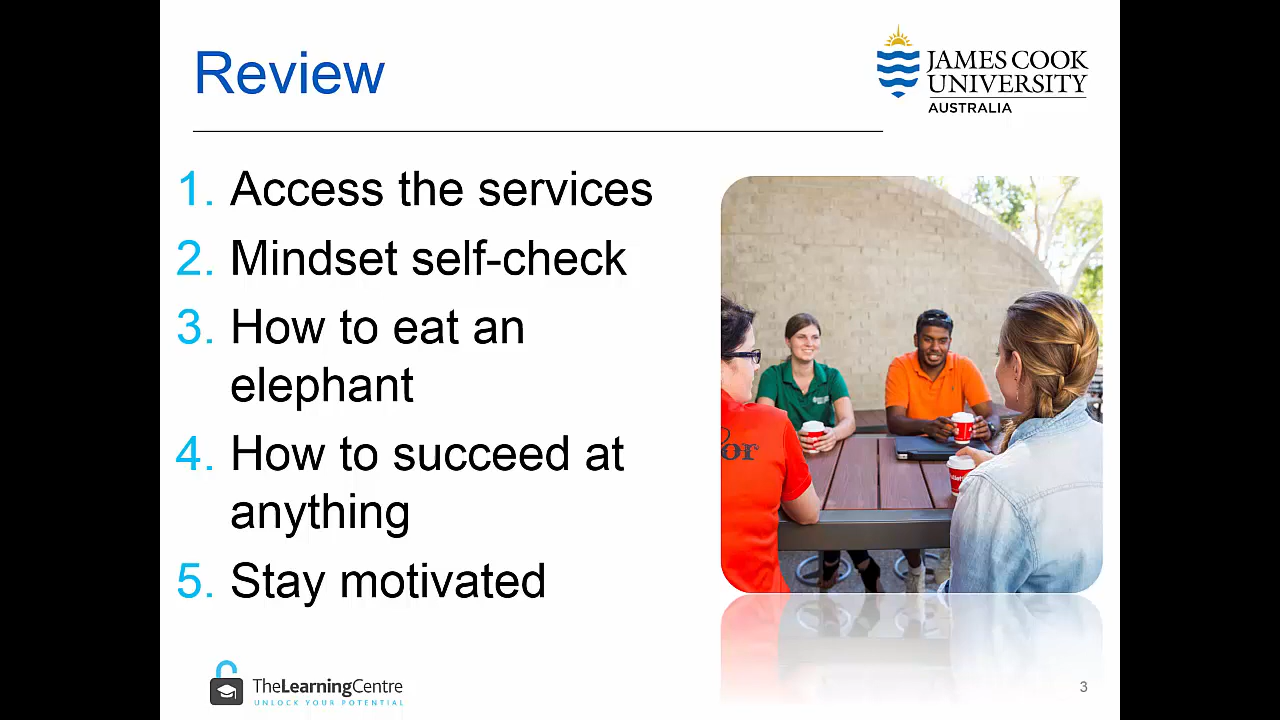 Review
JAMES COOK
UNIVERSITY
AUSTRALIA
1. Access the services
2. Mindset self-check
3. How to eat an
elephant
4. How to succeed at
anything
5. Stay motivated
or
TheLearningCentre
UNLOCK YOUR POTENTIAL
3